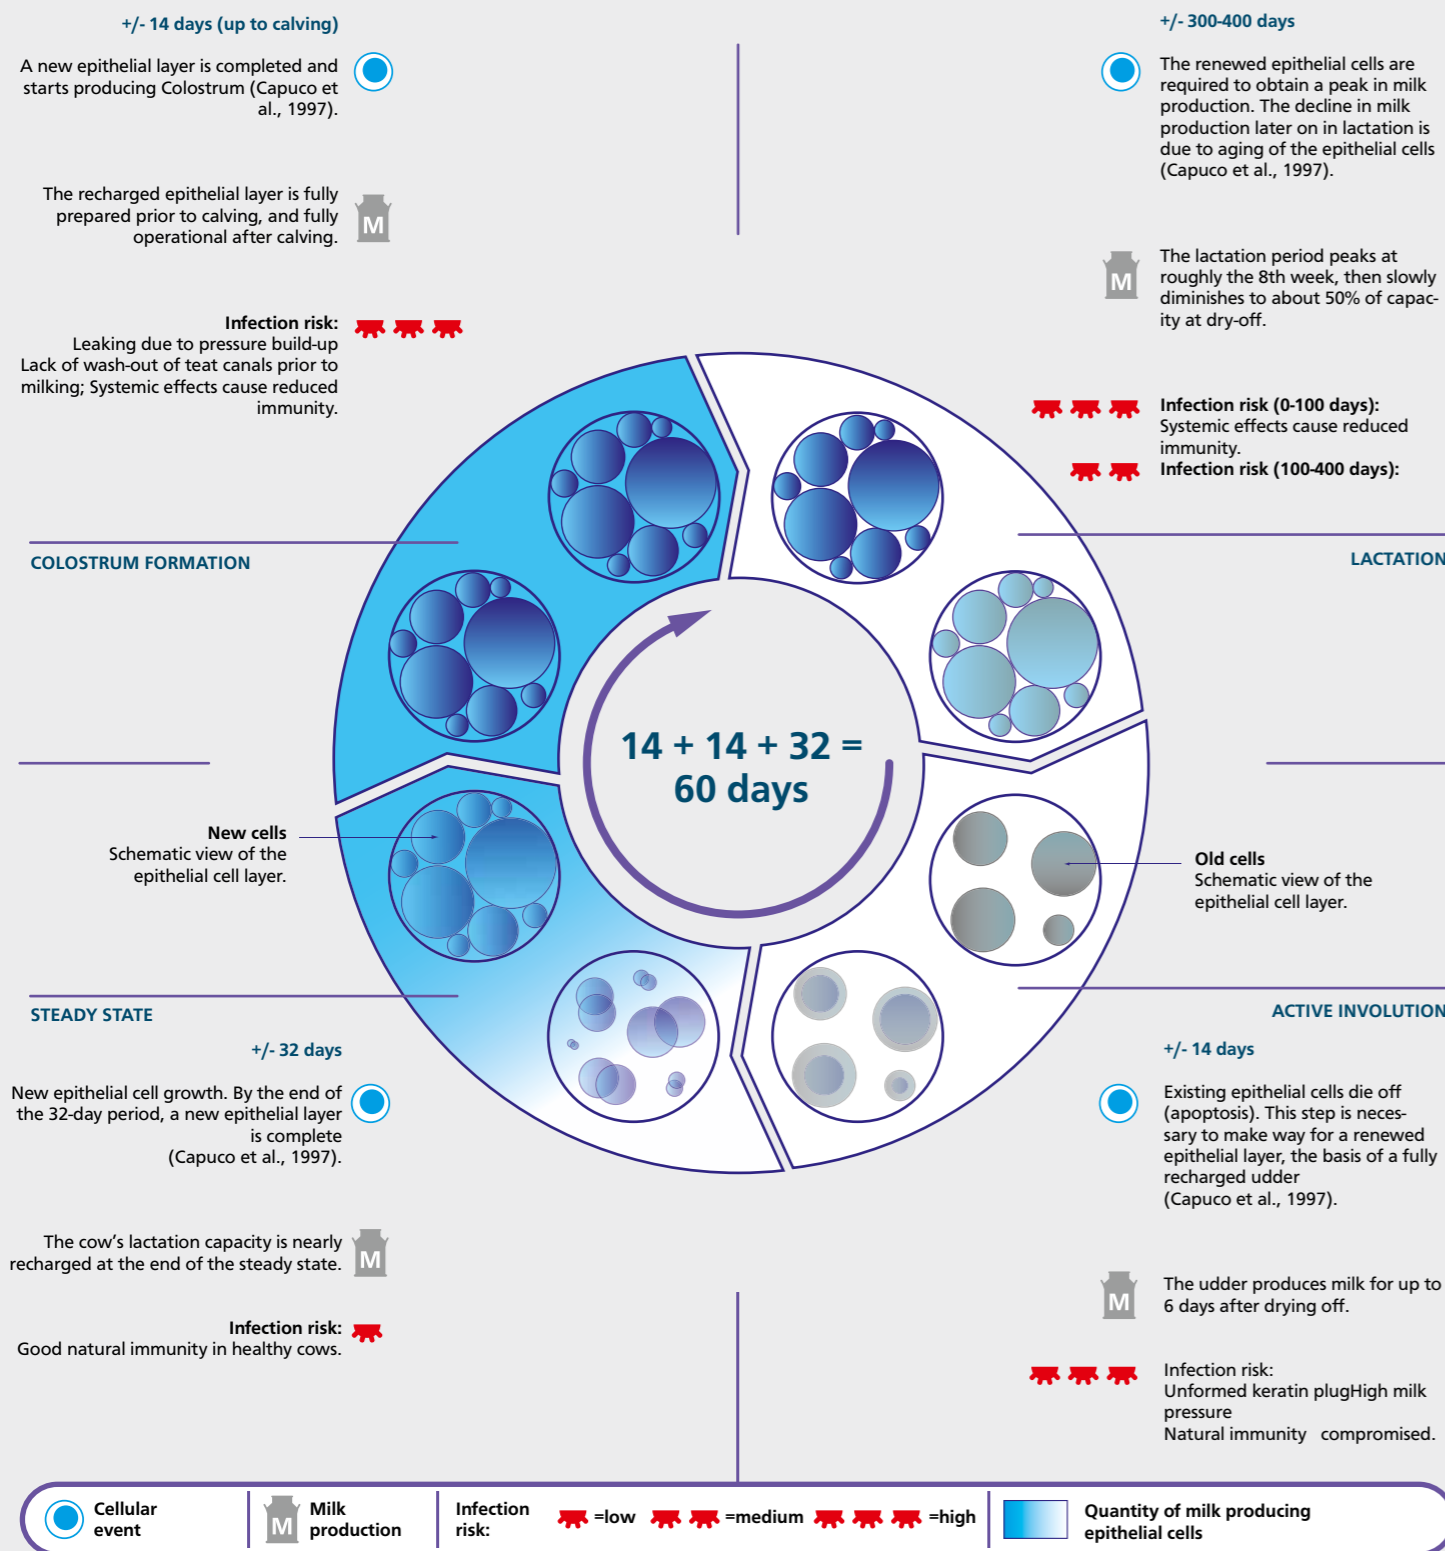 +/- 14 days (up to calving)
A new epithelial layer is completed and
starts producing Colostrum (Capuco et
al., 1997).
The recharged epithelial layer is fully
prepared prior to calving, and fully
operational after calving.
M
Infection risk:
Leaking due to pressure build-up
Lack of wash-out of teat canals prior to
milking; Systemic effects cause reduced
immunity.
COLOSTRUM FORMATION
+/- 300-400 days
The renewed epithelial cells are
required to obtain a peak in milk
production. The decline in milk
production later on in lactation is
due to aging of the epithelial cells
(Capuco et al., 1997).
M
The lactation period peaks at
roughly the 8th week, then slowly
diminishes to about 50% of capac-
ity at dry-off.
Infection risk (0-100 days):
Systemic effects cause reduced
immunity.
Infection risk (100-400 days):
LACTATION
14 + 14 + 32 =
60 days
New cells
Schematic view of the
epithelial cell layer.
Old cells
Schematic view of the
epithelial cell layer.
STEADY STATE
+/- 32 days
New epithelial cell growth. By the end of
the 32-day period, a new epithelial layer
is complete
(Capuco et al., 1997).
The cow's lactation capacity is nearly
recharged at the end of the steady state.
M
Infection risk:
Good natural immunity in healthy cows.
ACTIVE INVOLUTION
+/- 14 days
Existing epithelial cells die off
(apoptosis). This step is neces-
sary to make way for a renewed
epithelial layer, the basis of a fully
recharged udder
(Capuco et al., 1997).
M
The udder produces milk for up to
6 days after drying off.
Infection risk:
Unformed keratin plugHigh milk
pressure
Natural immunity compromised.
Cellular
event
M
Milk
production
Infection
risk:
=low
=medium
=high
Quantity of milk producing
epithelial cells